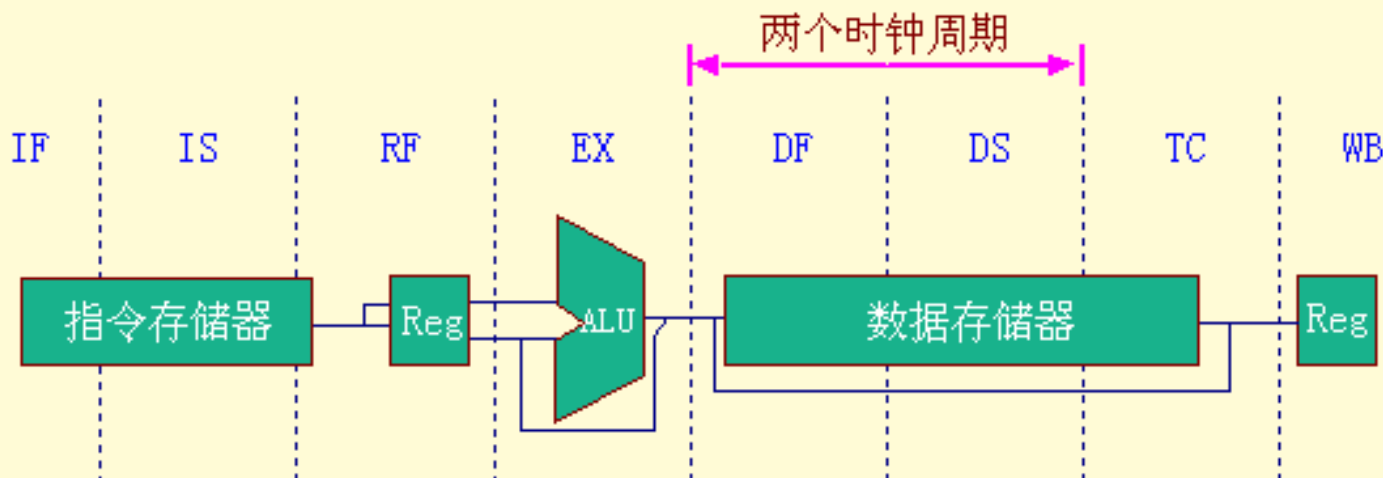 两个时钟周期
IF IS RF EX DF DS TC WB
指令存储器 Reg ALU 数据存储器 Reg